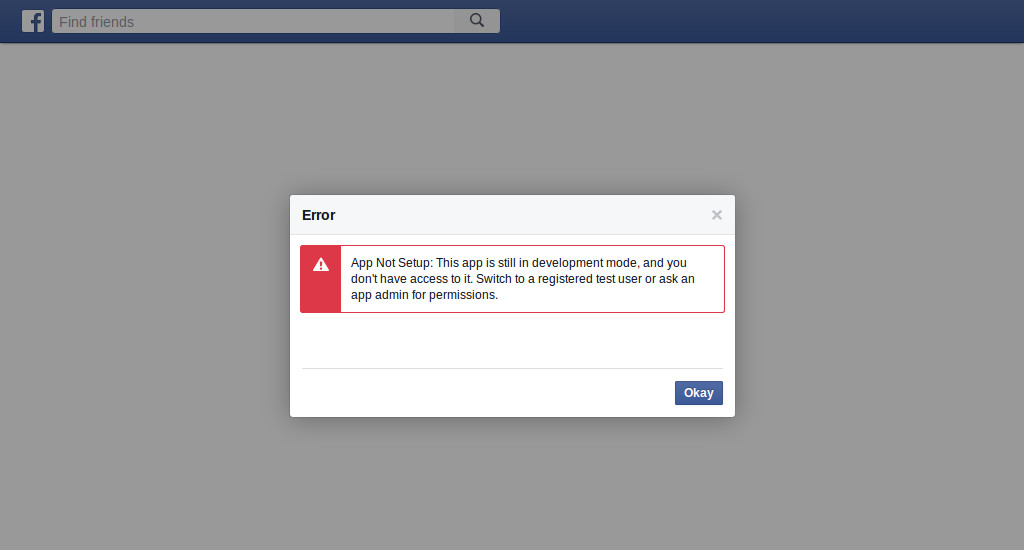 Find friends
Error
App Not Setup: This app is still in development mode, and you
don't have access to it. Switch to a registered test user or ask an
app admin for permissions.
Okay